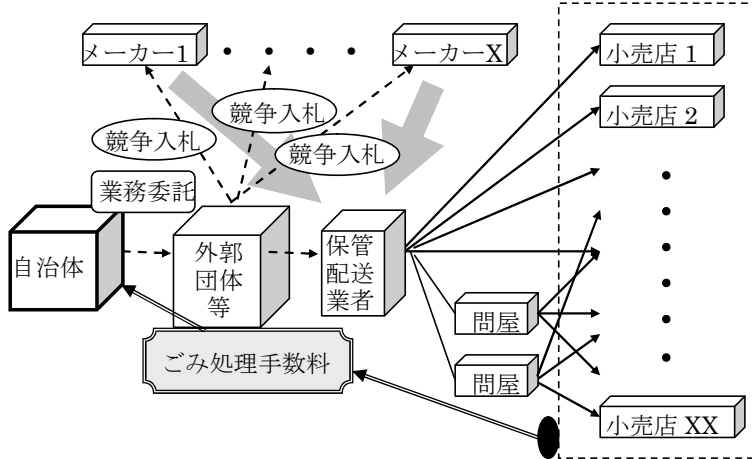 メーカー1
メーカーX
小売店 1
競争入札
小売店 2
競争入札
競争入札
業務委託
自治体
外郭
団体
等
保管
配送
業者
問屋
ごみ処理手数料
問屋
小売店 XX